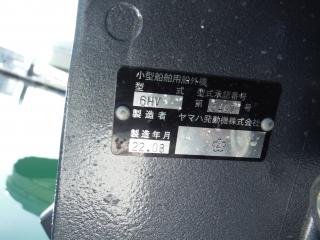 小型船舶用船外機
型式 型式承認番号
6HV 第 号
製造者 ヤマハ発動機株式会社
製造年月
22.08